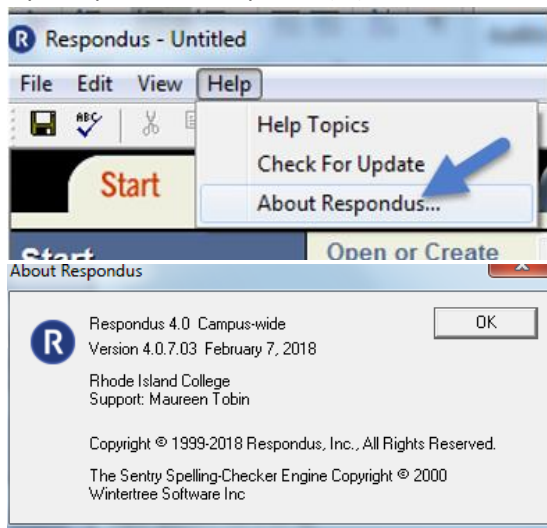 R Respondus - Untitled
File Edit View Help
ABC
Help Topics
Check For Update
About Respondus...
Start
Start
Open or Create
About Respondus
R
Respondus 4.0 Campus-wide
OK
Version 4.0.7.03 February 7, 2018
Rhode Island College
Support: Maureen Tobin
Copyright © 1999-2018 Respondus, Inc., All Rights Reserved.
The Sentry Spelling-Checker Engine Copyright © 2000
Wintertree Software Inc